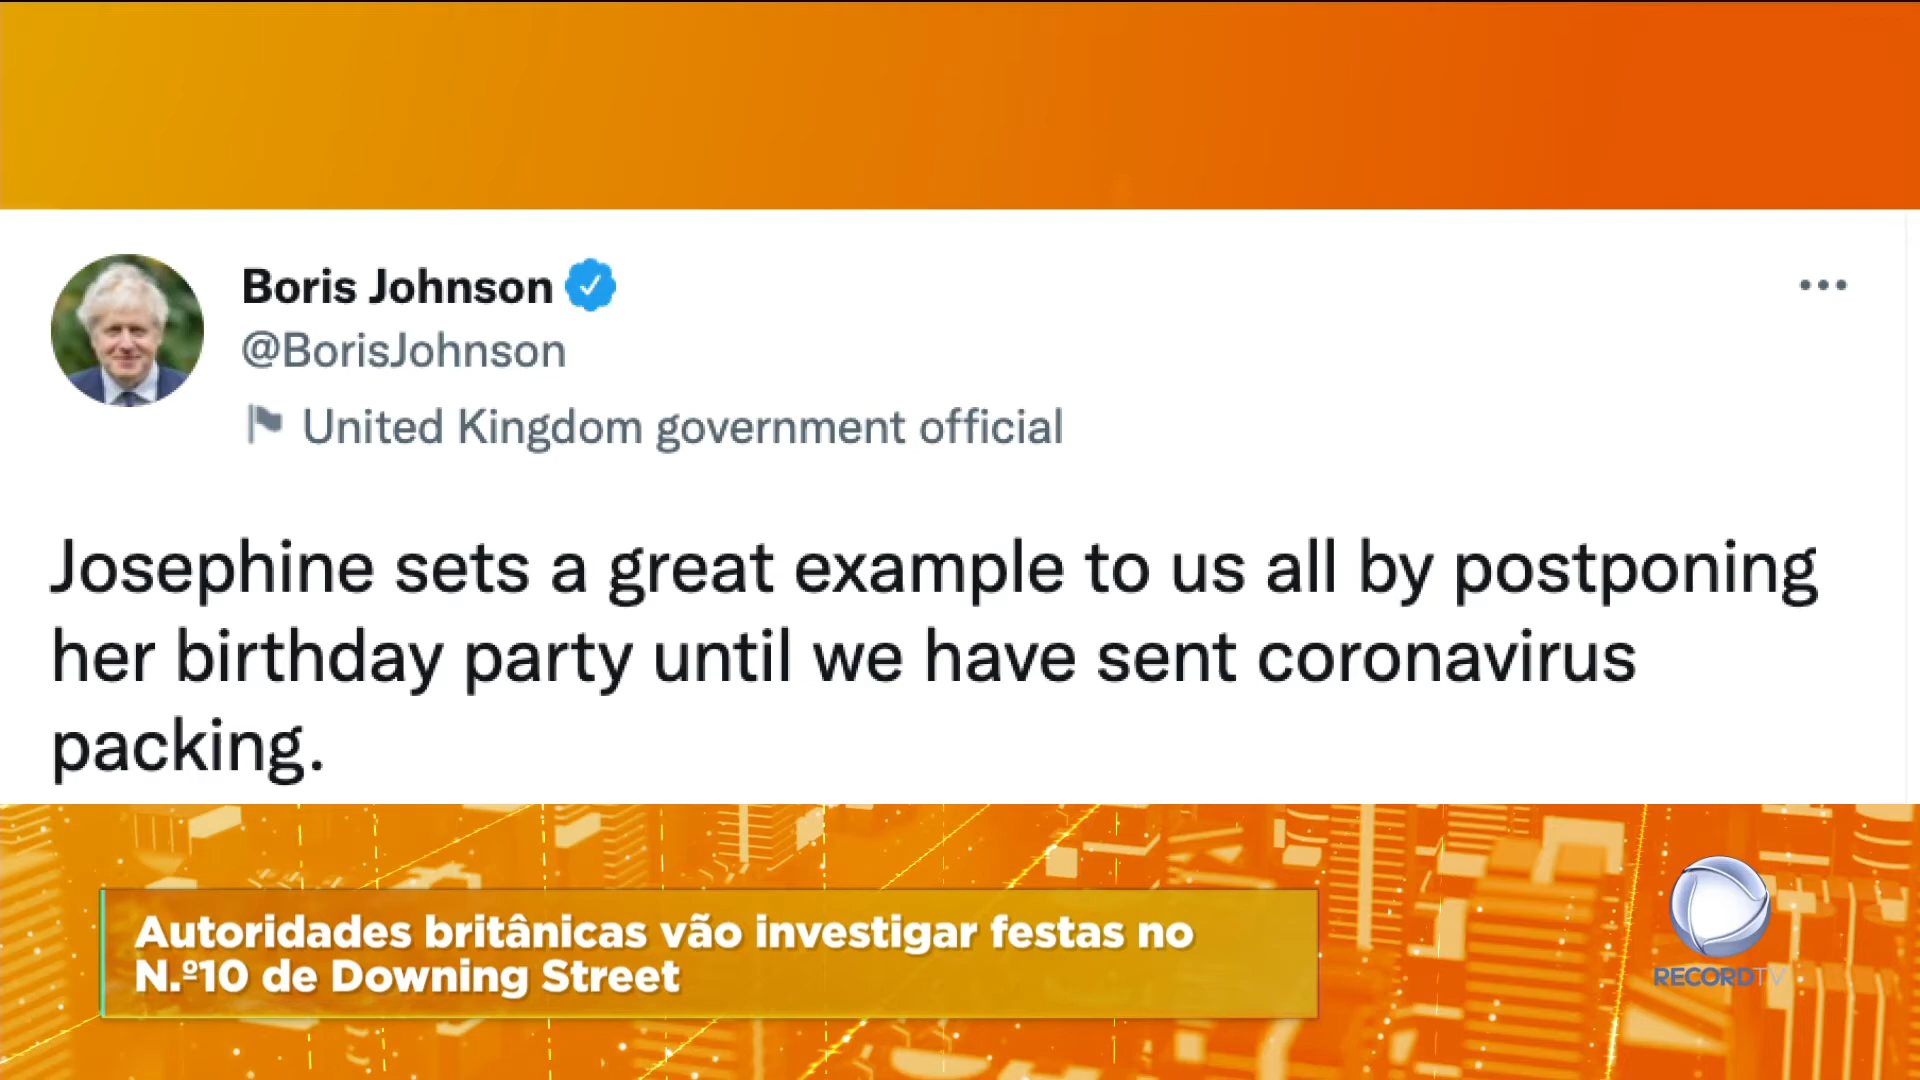 Boris Johnson
@BorisJohnson
United Kingdom government official
Josephine sets a great example to us all by postponing
her birthday party until we have sent coronavirus
packing.
Autoridades britânicas vão investigar festas no
N.º10 de Downing Street
RECORDTV